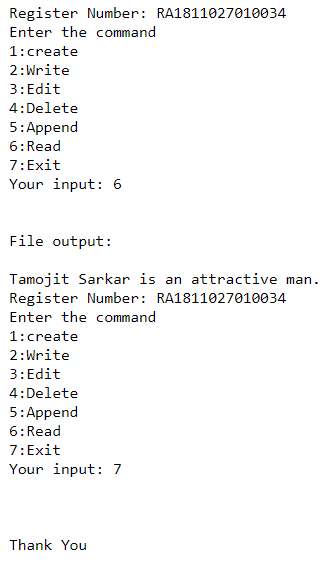 Register Number: RA1811027010034
Enter the command
1:create
2:Write
3:Edit
4:Delete
5:Append
6:Read
7:Exit
Your input: 6
File output:
Tamojit Sarkar is an attractive man.
Register Number: RA1811027010034
Enter the command
1:create
2:Write
3:Edit
4:Delete
5:Append
6:Read
7:Exit
Your input: 7
Thank You